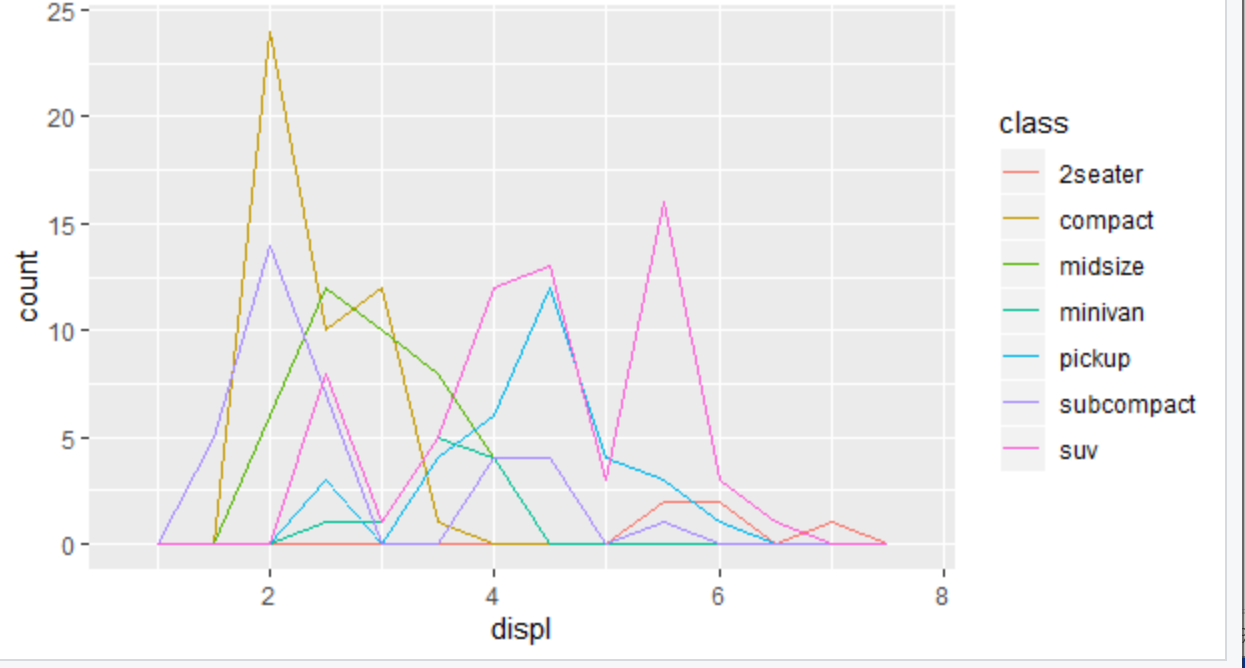 25
20
15
10
5
0
count
2
4
6
8
displ
class
2seater
compact
midsize
minivan
pickup
subcompact
suv